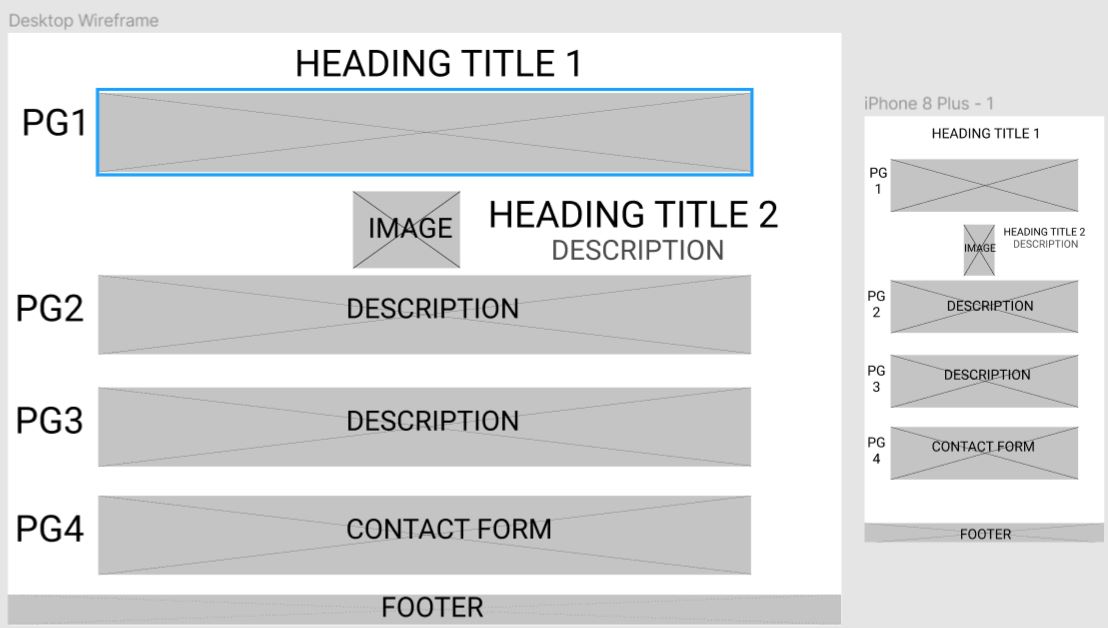 Desktop Wireframe
HEADING TITLE 1
PG1
IMAGE
HEADING TITLE 2
DESCRIPTION
PG2
DESCRIPTION
PG3
DESCRIPTION
PG4
CONTACT FORM
FOOTER
iPhone 8 Plus - 1
HEADING TITLE 1
PG
1
IMAGE
HEADING TITLE 2
DESCRIPTION
PG
2
DESCRIPTION
PG
3
DESCRIPTION
PG
4
CONTACT FORM
FOOTER